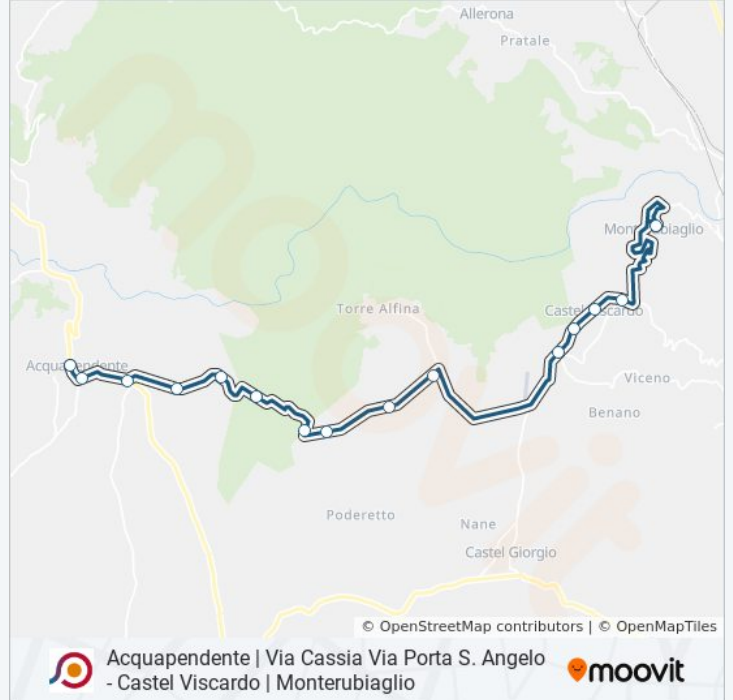 Allerona
Pratale
Monterubiaglio
Torre Alfina
Castel Viscardo
Acquapendente
Viceno
Benano
Poderetto
Nane
Castel Giorgio
moovit
© OpenStreetMap contributors | © OpenMapTiles
Acquapendente | Via Cassia Via Porta S. Angelo
- Castel Viscardo | Monterubiaglio
moovit